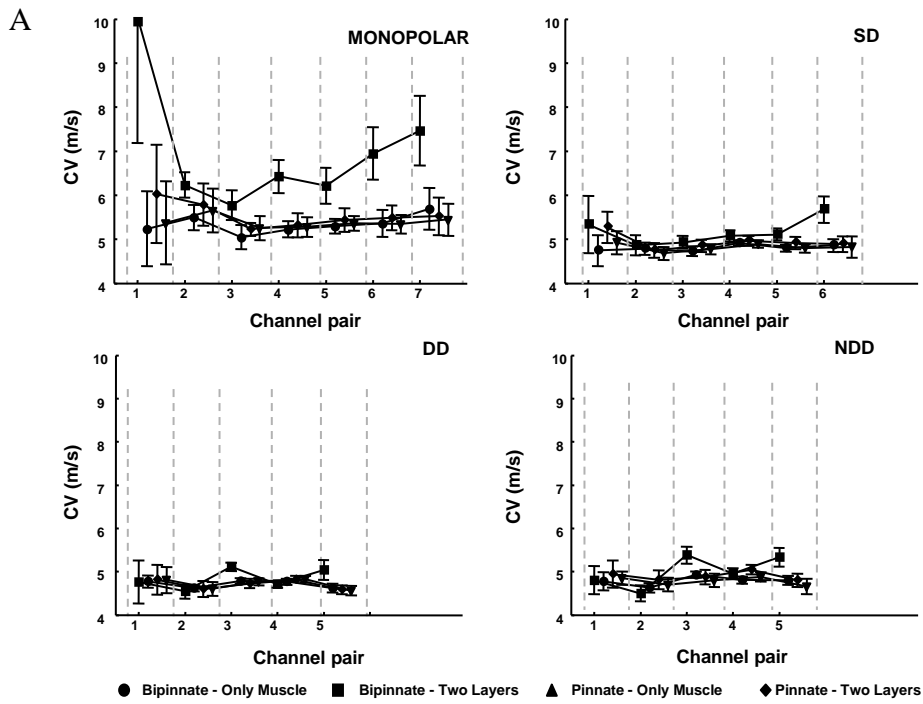 A
MONOPOLAR
CV (m/s)
10
9
8
7
6
5
4
1 2 3 4 5 6 7
Channel pair
SD
CV (m/s)
10
9
8
7
6
5
4
1 2 3 4 5 6
Channel pair
DD
CV (m/s)
10
9
8
7
6
5
4
1 2 3 4 5
Channel pair
NDD
CV (m/s)
10
9
8
7
6
5
4
1 2 3 4 5
Channel pair
Bipinnate - Only Muscle Bipinnate - Two Layers Pinnate - Only Muscle Pinnate - Two Layers